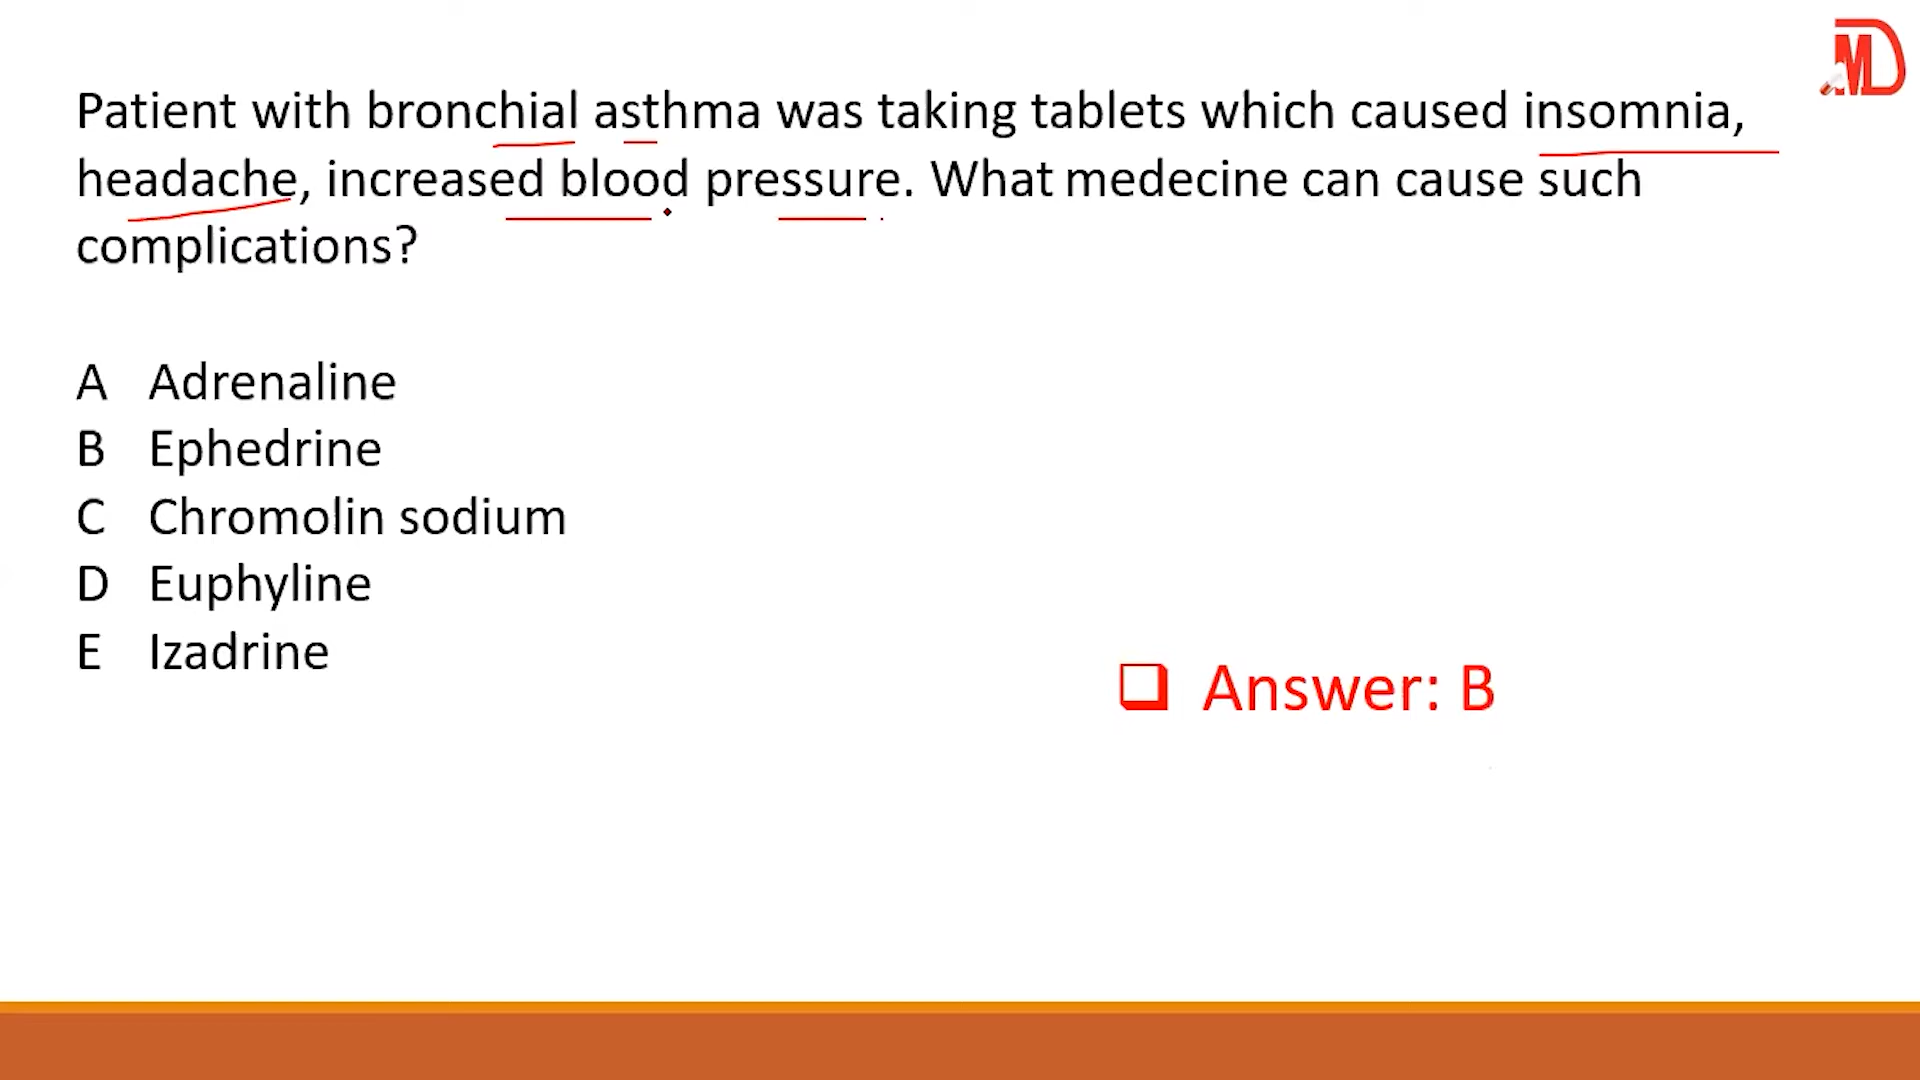 MD
Patient with bronchial asthma was taking tablets which caused insomnia,
headache, increased blood pressure. What medecine can cause such
complications?
A Adrenaline
B Ephedrine
C Chromolin sodium
D Euphyline
E Izadrine
Answer: B